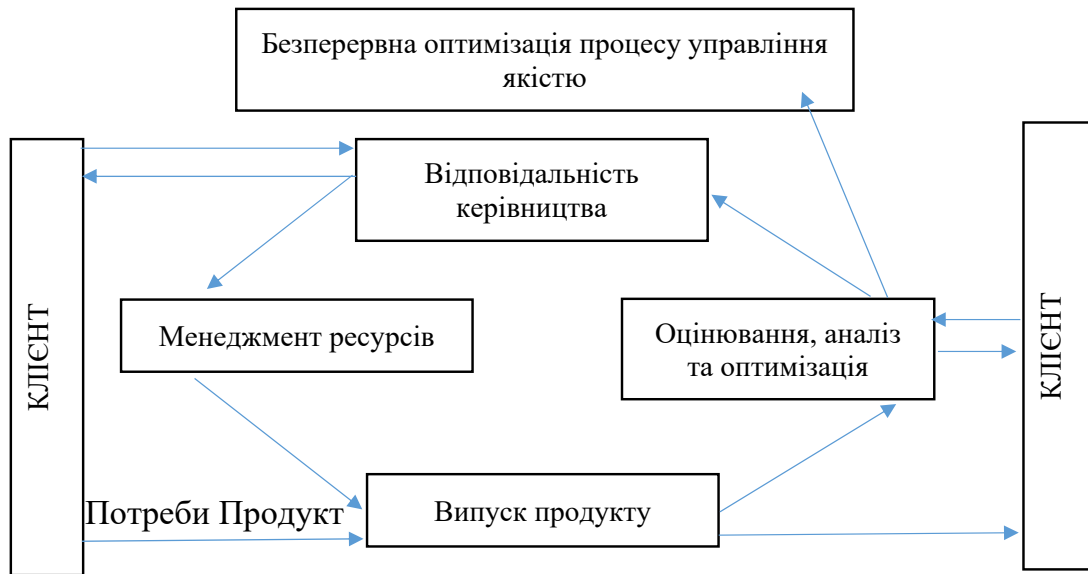 Безперервна оптимізація процесу управління
якістю
КЛІЄНТ
Відповідальність
керівництва
КЛІЄНТ
Менеджмент ресурсів
Оцінювання, аналіз
та оптимізація
Потреби Продукт
Випуск продукту